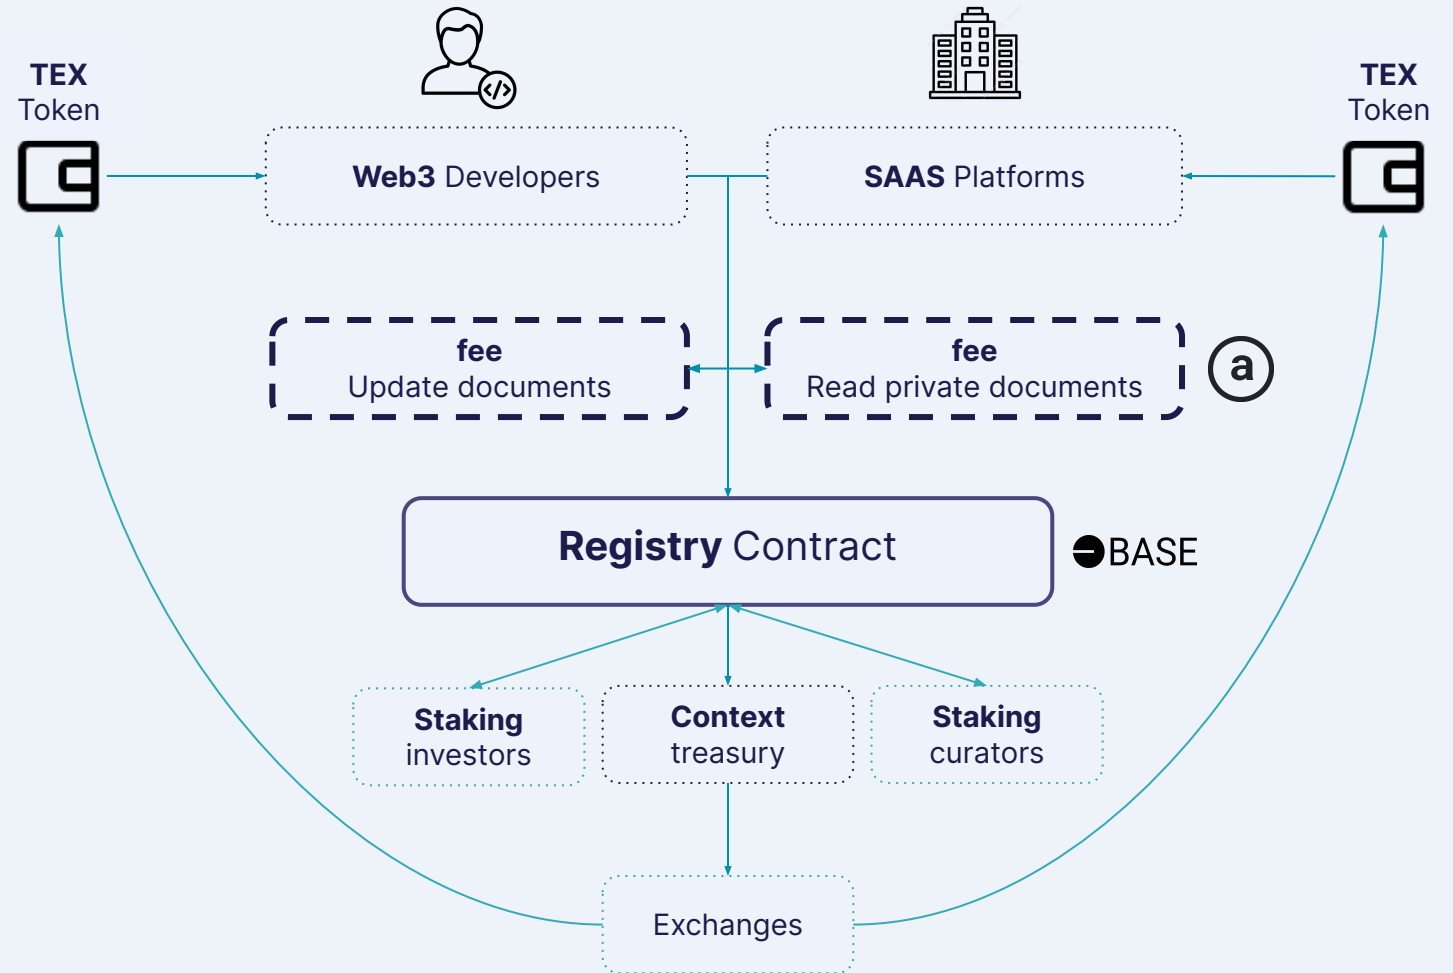 TEX
Token
</>
TEX
Token
Web3 Developers
SAAS Platforms
fee
Update documents
fee
Read private documents
a
Registry Contract
BASE
Staking
investors
Context
treasury
Staking
curators
Exchanges